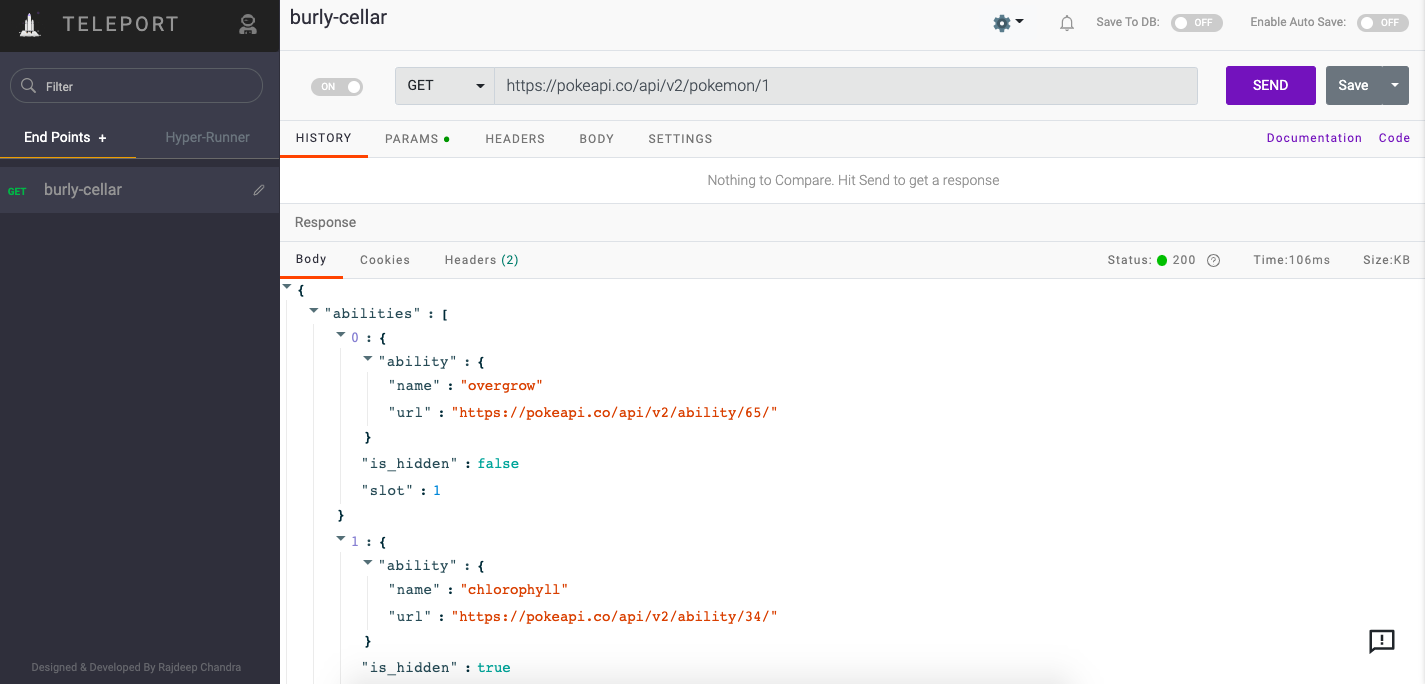 TELEPORT
Filter
End Points +
Hyper-Runner
GET burly-cellar
Designed & Developed By Rajdeep Chandra
burly-cellar
Save To DB: OFF
Enable Auto Save: OFF
ON
GET
https://pokeapi.co/api/v2/pokemon/1
SEND
Save
HISTORY PARAMS HEADERS BODY SETTINGS
Documentation Code
Nothing to Compare. Hit Send to get a response
Response
Body Cookies Headers (2)
Status: 200 Time:106ms Size:KB
{
"abilities" : [
0 : {
"ability" : {
"name" : "overgrow"
"url" : "https://pokeapi.co/api/v2/ability/65/"
}
"is_hidden" : false
"slot" : 1
}
1 : {
"ability" : {
"name" : "chlorophyll"
"url" : "https://pokeapi.co/api/v2/ability/34/"
}
"is_hidden" : true